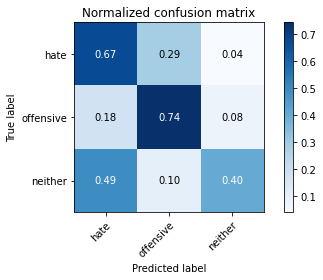 Normalized confusion matrix
True label
hate 0.67 0.29 0.04
offensive 0.18 0.74 0.08
neither 0.49 0.10 0.40
hate offensive neither
Predicted label
0.7
0.6
0.5
0.4
0.3
0.2
0.1